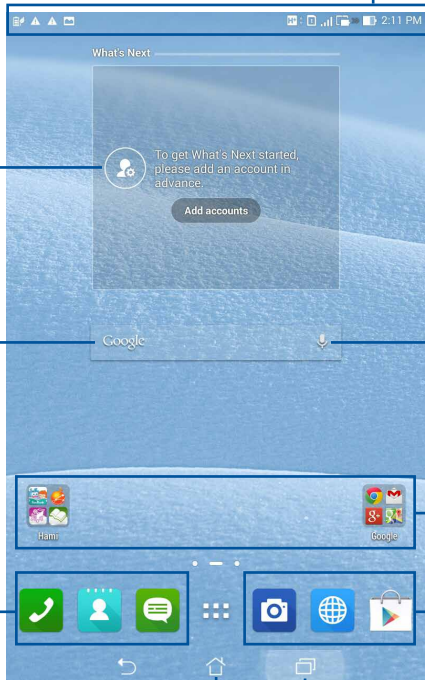 2:11 PM
What's Next
To get What's Next started,
please add an account in
advance.
Add accounts
Google
Hami
Google